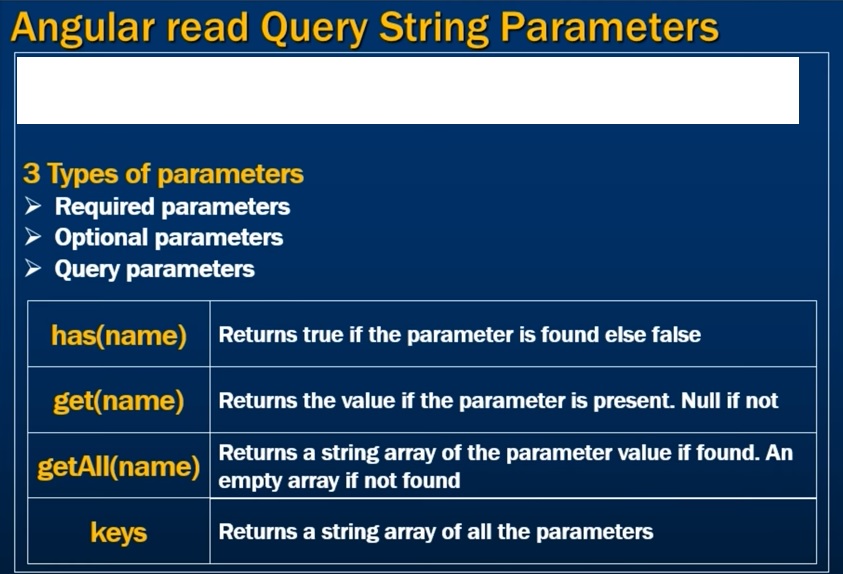 Angular read Query String Parameters
3 Types of parameters
➢ Required parameters
➢ Optional parameters
➢ Query parameters
has(name)
Returns true if the parameter is found else false
get(name)
Returns the value if the parameter is present. Null if not
getAll(name)
Returns a string array of the parameter value if found. An
empty array if not found
keys
Returns a string array of all the parameters